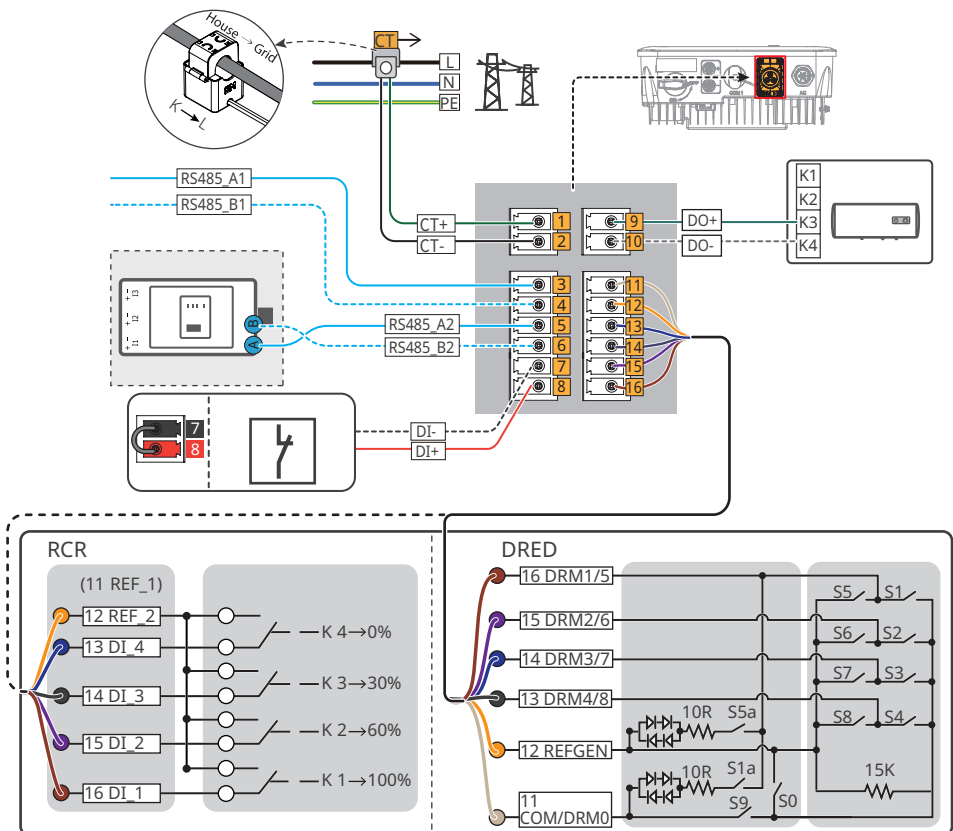 House → Grid
K → L
CT
L
N
PE
RS485_A1
RS485_B1
CT+
CT-
1
2
9
10
DO+
DO-
K1
K2
K3
K4
3
4
5
6
7
8
11
12
13
14
15
16
I3
I2
I1
+ -
+ -
+ -
B
A
RS485_A2
RS485_B2
7
8
DI-
DI+
RCR
(11 REF_1)
12 REF_2
13 DI_4
14 DI_3
15 DI_2
16 DI_1
K 4→0%
K 3→30%
K 2→60%
K 1→100%
DRED
16 DRM1/5
15 DRM2/6
14 DRM3/7
13 DRM4/8
12 REFGEN
11
COM/DRM0
10R
S5a
10R
S1a
S9
S0
S5
S1
S6
S2
S7
S3
S8
S4
15K